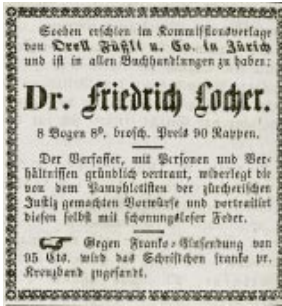 Soeben erschien im Kommissionsverlage
von Orell Füßli u. Co. in Zürich
und ist in allen Buchhandlungen zu haben:
Dr. Friedrich Locher.
8 Bogen 8°. brosch. Preis 90 Rappen.
Der Verfasser, mit Personen und Ver-
hältnissen gründlich vertraut, widerlegt die
von dem Pamphletisten der zürcherischen
Justiz gemachten Vorwürfe und portraitirt
diesen selbst mit schonungsloser Feder.
Gegen Franko-Einsendung von
95 Cts. wird das Schriftchen franko pr.
Kreuzband zugesandt.